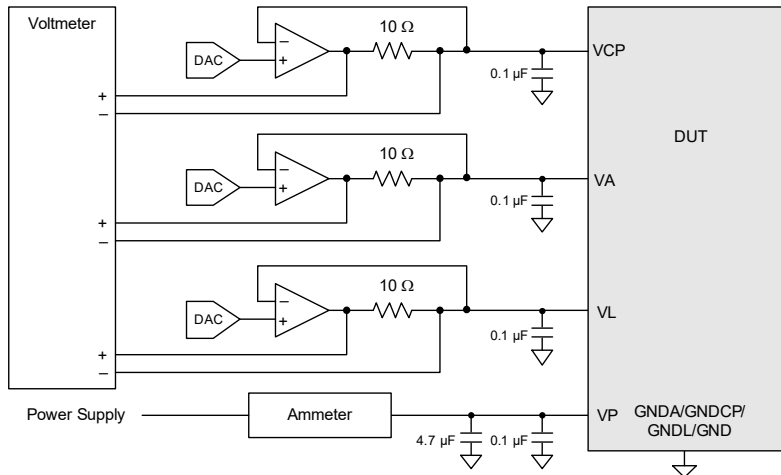 Voltmeter
10 Ω
DAC
−
+
VCP
0.1 µF
+
−
DUT
10 Ω
DAC
−
+
VA
0.1 µF
+
−
10 Ω
DAC
−
+
VL
0.1 µF
+
−
Power Supply
Ammeter
VP
4.7 µF
0.1 µF
GNDA/GNDCP/
GNDL/GND